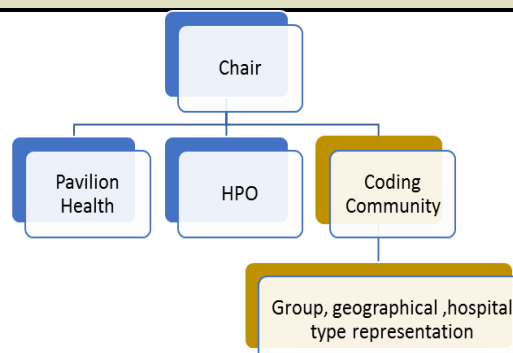 Chair
Pavilion
Health
HPO
Coding
Community
Group, geographical ,hospital
type representation